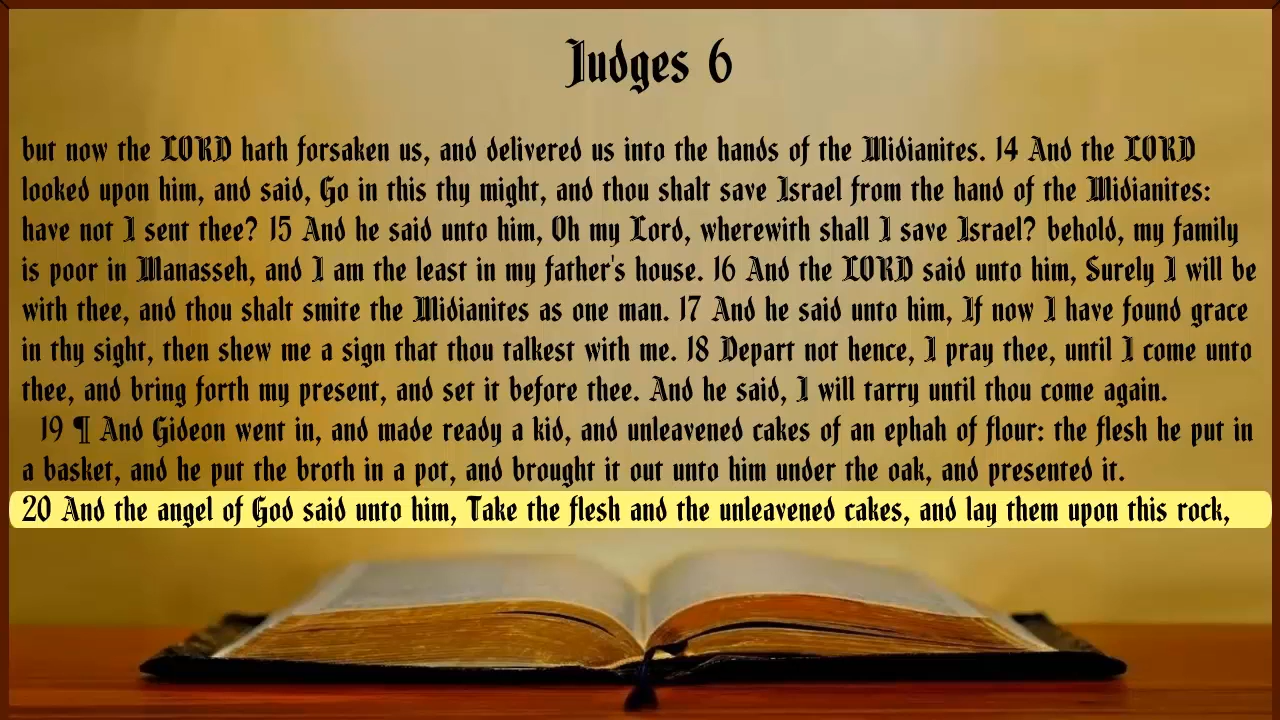 Judges 6
but now the LORD hath forsaken us, and delivered us into the hands of the Midianites. 14 And the LORD
looked upon him, and said, Go in this thy might, and thou shalt save Israel from the hand of the Midianites:
have not I sent thee? 15 And he said unto him, Oh my Lord, wherewith shall I save Israel? behold, my family
is poor in Manasseh, and I am the least in my father's house. 16 And the LORD said unto him, Surely I will be
with thee, and thou shalt smite the Midianites as one man. 17 And he said unto him, If now I have found grace
in thy sight, then shew me a sign that thou talkest with me. 18 Depart not hence, I pray thee, until I come unto
thee, and bring forth my present, and set it before thee. And he said, I will tarry until thou come again.
19 ¶ And Gideon went in, and made ready a kid, and unleavened cakes of an ephah of flour: the flesh he put in
a basket, and he put the broth in a pot, and brought it out unto him under the oak, and presented it.
20 And the angel of God said unto him, Take the flesh and the unleavened cakes, and lay them upon this rock,